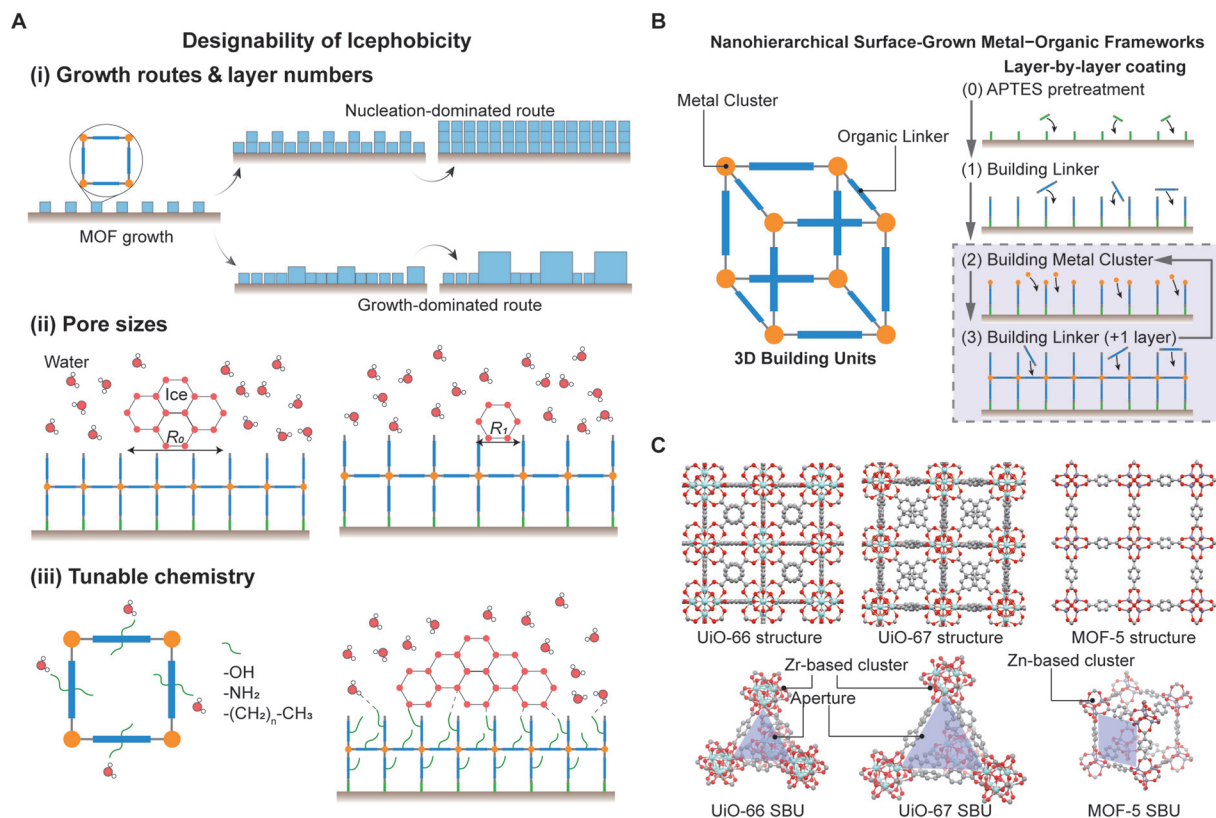 A
Designability of Icephobicity
(i) Growth routes & layer numbers
Nucleation-dominated route
MOF growth
Growth-dominated route
(ii) Pore sizes
Water
Ice
R₀
R₁
(iii) Tunable chemistry
-OH
-NH₂
-(CH₂)ₙ-CH₃
B
Nanohierarchical Surface-Grown Metal−Organic Frameworks
Layer-by-layer coating
Metal Cluster
Organic Linker
3D Building Units
(0) APTES pretreatment
(1) Building Linker
(2) Building Metal Cluster
(3) Building Linker (+1 layer)
C
UiO-66 structure
UiO-67 structure
MOF-5 structure
Zr-based cluster
Aperture
Zn-based cluster
UiO-66 SBU
UiO-67 SBU
MOF-5 SBU